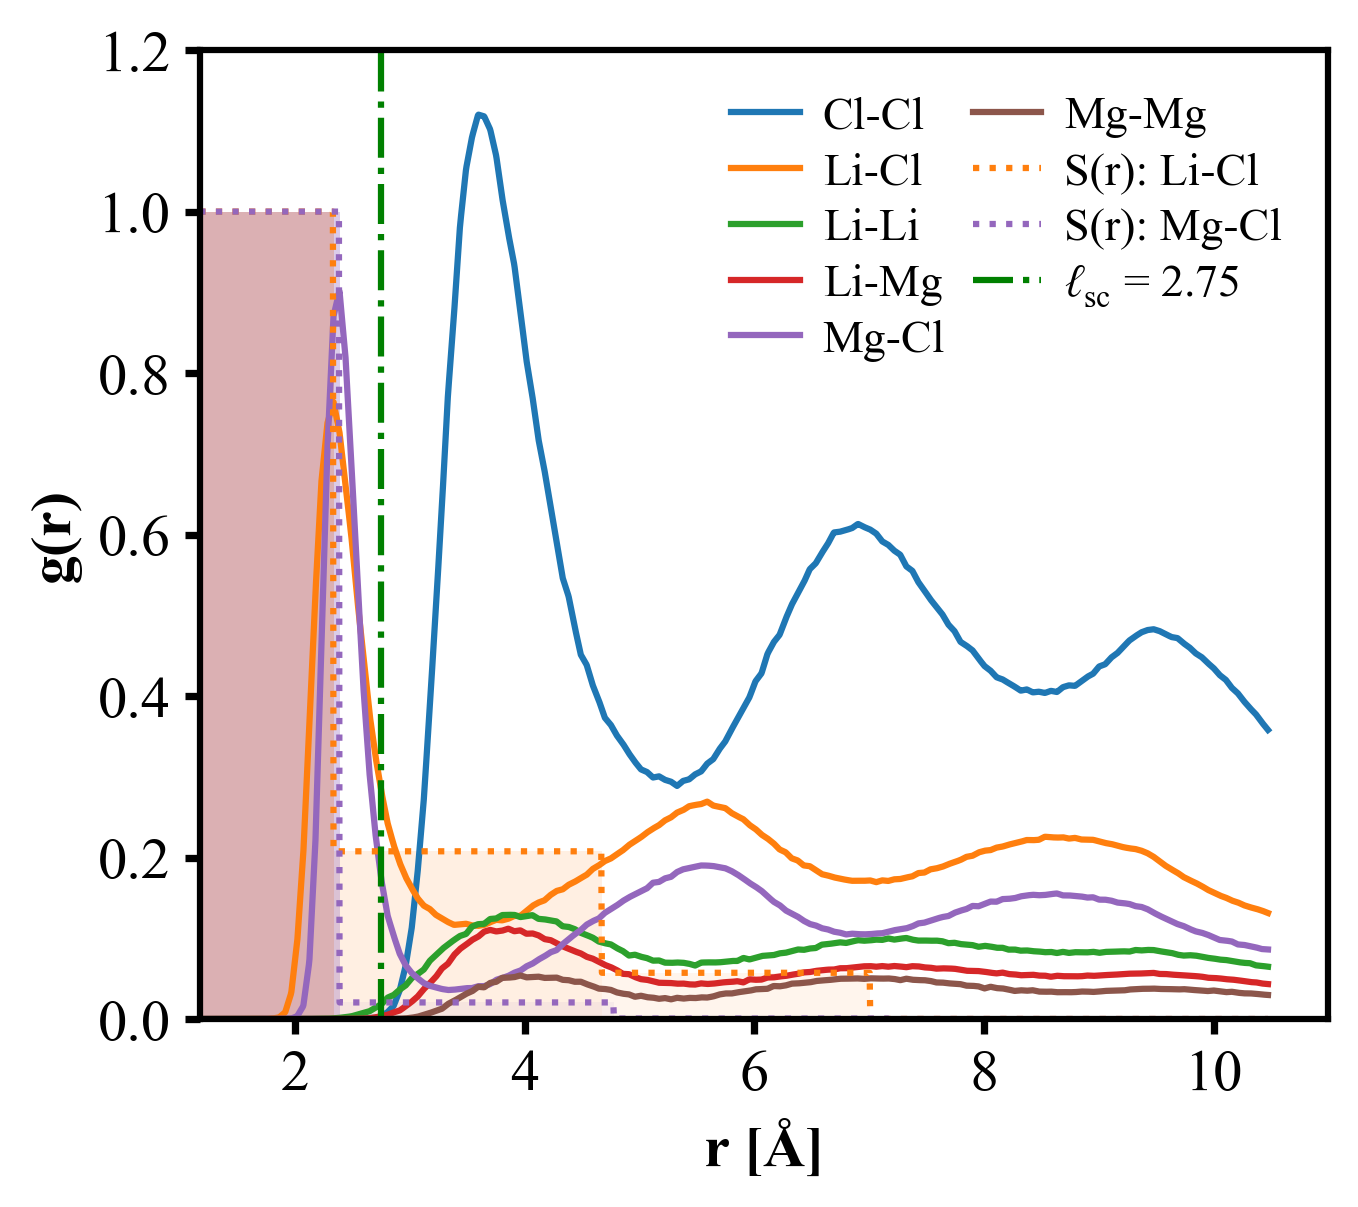 1.2
1.0
0.8
0.6
0.4
0.2
0.0
g(r)
Cl-Cl
Li-Cl
Li-Li
Li-Mg
Mg-Cl
Mg-Mg
S(r): Li-Cl
S(r): Mg-Cl
ℓsc = 2.75
2 4 6 8 10
r [Å]